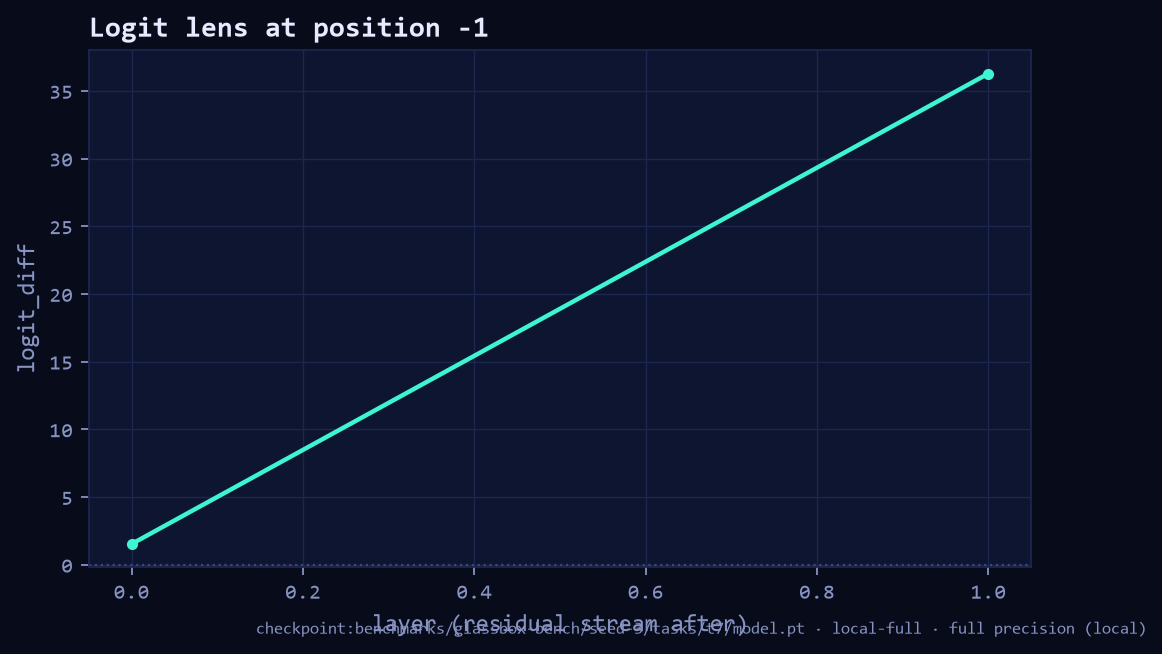 Logit lens at position -1
35
30
25
20
15
10
5
0
logit_diff
0.0 0.2 0.4 0.6 0.8 1.0
layer (residual stream after)
checkpoint:benchmarks/glassbox-bench/seed-3/tasks/t7/model.pt · local-full · full precision (local)